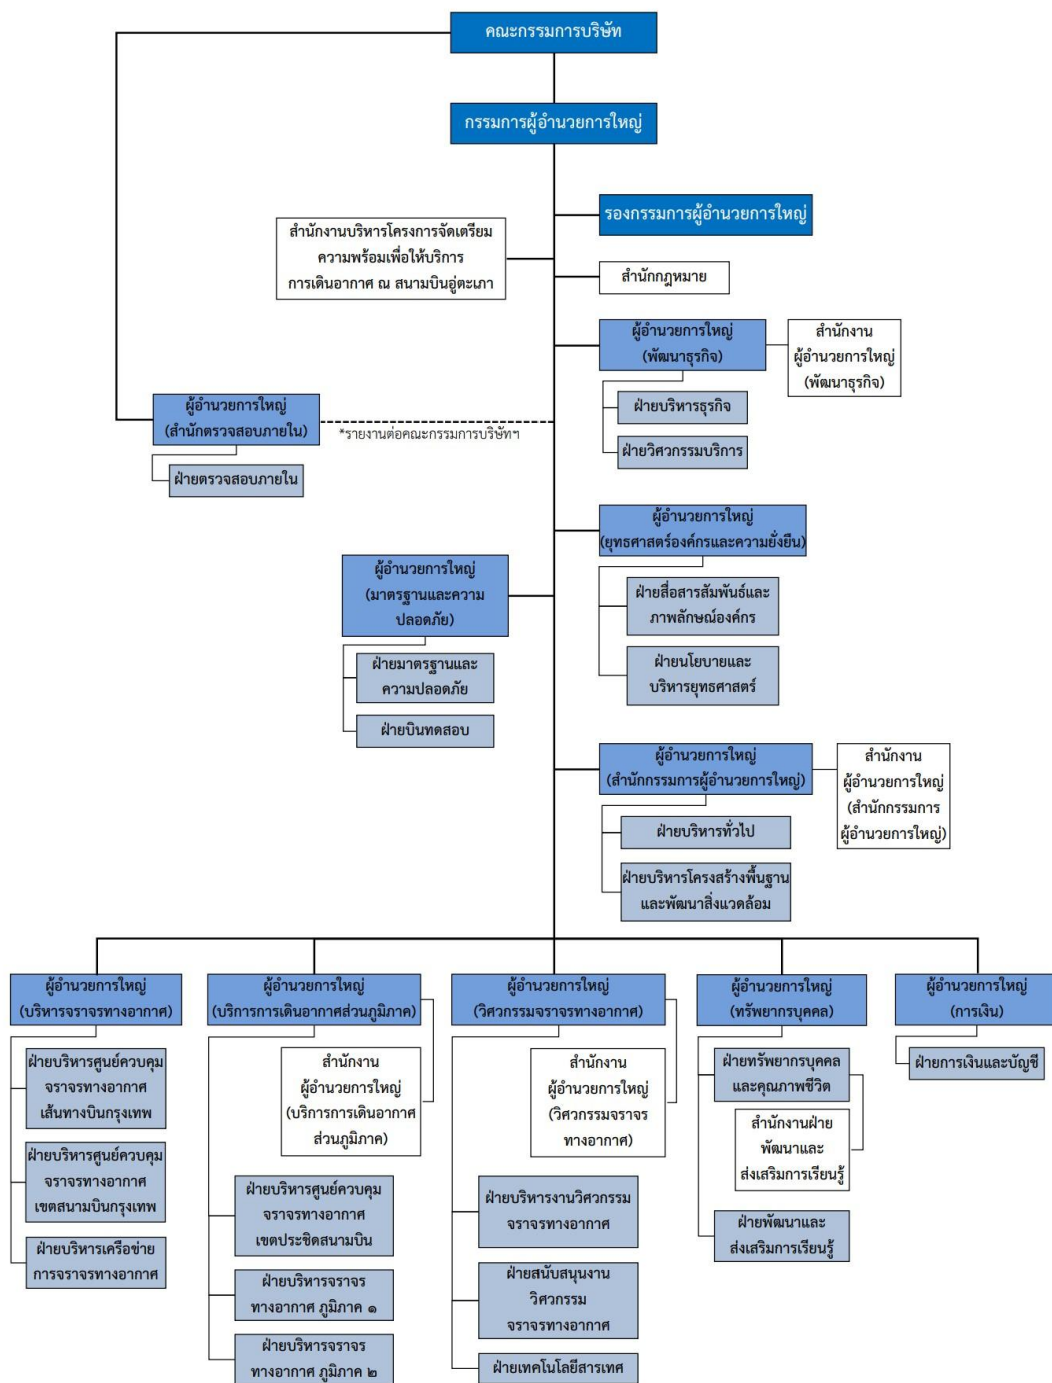 คณะกรรมการบริษัท
กรรมการผู้อำนวยการใหญ่
รองกรรมการผู้อำนวยการใหญ่
สำนักงานบริหารโครงการจัดเตรียม
ความพร้อมเพื่อให้บริการ
การเดินอากาศ ณ สนามบินอู่ตะเภา
สำนักกฎหมาย
ผู้อำนวยการใหญ่
(พัฒนาธุรกิจ)
สำนักงาน
ผู้อำนวยการใหญ่
(พัฒนาธุรกิจ)
ฝ่ายบริหารธุรกิจ
ฝ่ายวิศวกรรมบริการ
ผู้อำนวยการใหญ่
(สำนักตรวจสอบภายใน)
*รายงานต่อคณะกรรมการบริษัทฯ
ฝ่ายตรวจสอบภายใน
ผู้อำนวยการใหญ่
(ยุทธศาสตร์องค์กรและความยั่งยืน)
ฝ่ายสื่อสารสัมพันธ์และ
ภาพลักษณ์องค์กร
ฝ่ายนโยบายและ
บริหารยุทธศาสตร์
ผู้อำนวยการใหญ่
(มาตรฐานและความ
ปลอดภัย)
ฝ่ายมาตรฐานและ
ความปลอดภัย
ฝ่ายบินทดสอบ
ผู้อำนวยการใหญ่
(สำนักกรรมการผู้อำนวยการใหญ่)
สำนักงาน
ผู้อำนวยการใหญ่
(สำนักกรรมการ
ผู้อำนวยการใหญ่)
ฝ่ายบริหารทั่วไป
ฝ่ายบริหารโครงสร้างพื้นฐาน
และพัฒนาสิ่งแวดล้อม
ผู้อำนวยการใหญ่
(บริหารจราจรทางอากาศ)
ฝ่ายบริหารศูนย์ควบคุม
จราจรทางอากาศ
เส้นทางบินกรุงเทพ
ฝ่ายบริหารศูนย์ควบคุม
จราจรทางอากาศ
เขตสนามบินกรุงเทพ
ฝ่ายบริหารเครือข่าย
การจราจรทางอากาศ
ผู้อำนวยการใหญ่
(บริการการเดินอากาศส่วนภูมิภาค)
สำนักงาน
ผู้อำนวยการใหญ่
(บริการการเดินอากาศ
ส่วนภูมิภาค)
ฝ่ายบริหารศูนย์ควบคุม
จราจรทางอากาศ
เขตประชิดสนามบิน
ฝ่ายบริหารจราจร
ทางอากาศ ภูมิภาค ๑
ฝ่ายบริหารจราจร
ทางอากาศ ภูมิภาค ๒
ผู้อำนวยการใหญ่
(วิศวกรรมจราจรทางอากาศ)
สำนักงาน
ผู้อำนวยการใหญ่
(วิศวกรรมจราจร
ทางอากาศ)
ฝ่ายบริหารงานวิศวกรรม
จราจรทางอากาศ
ฝ่ายสนับสนุนงาน
วิศวกรรม
จราจรทางอากาศ
ฝ่ายเทคโนโลยีสารเทศ
ผู้อำนวยการใหญ่
(ทรัพยากรบุคคล)
ฝ่ายทรัพยากรบุคคล
และคุณภาพชีวิต
สำนักงานฝ่าย
พัฒนาและ
ส่งเสริมการเรียนรู้
ฝ่ายพัฒนาและ
ส่งเสริมการเรียนรู้
ผู้อำนวยการใหญ่
(การเงิน)
ฝ่ายการเงินและบัญชี